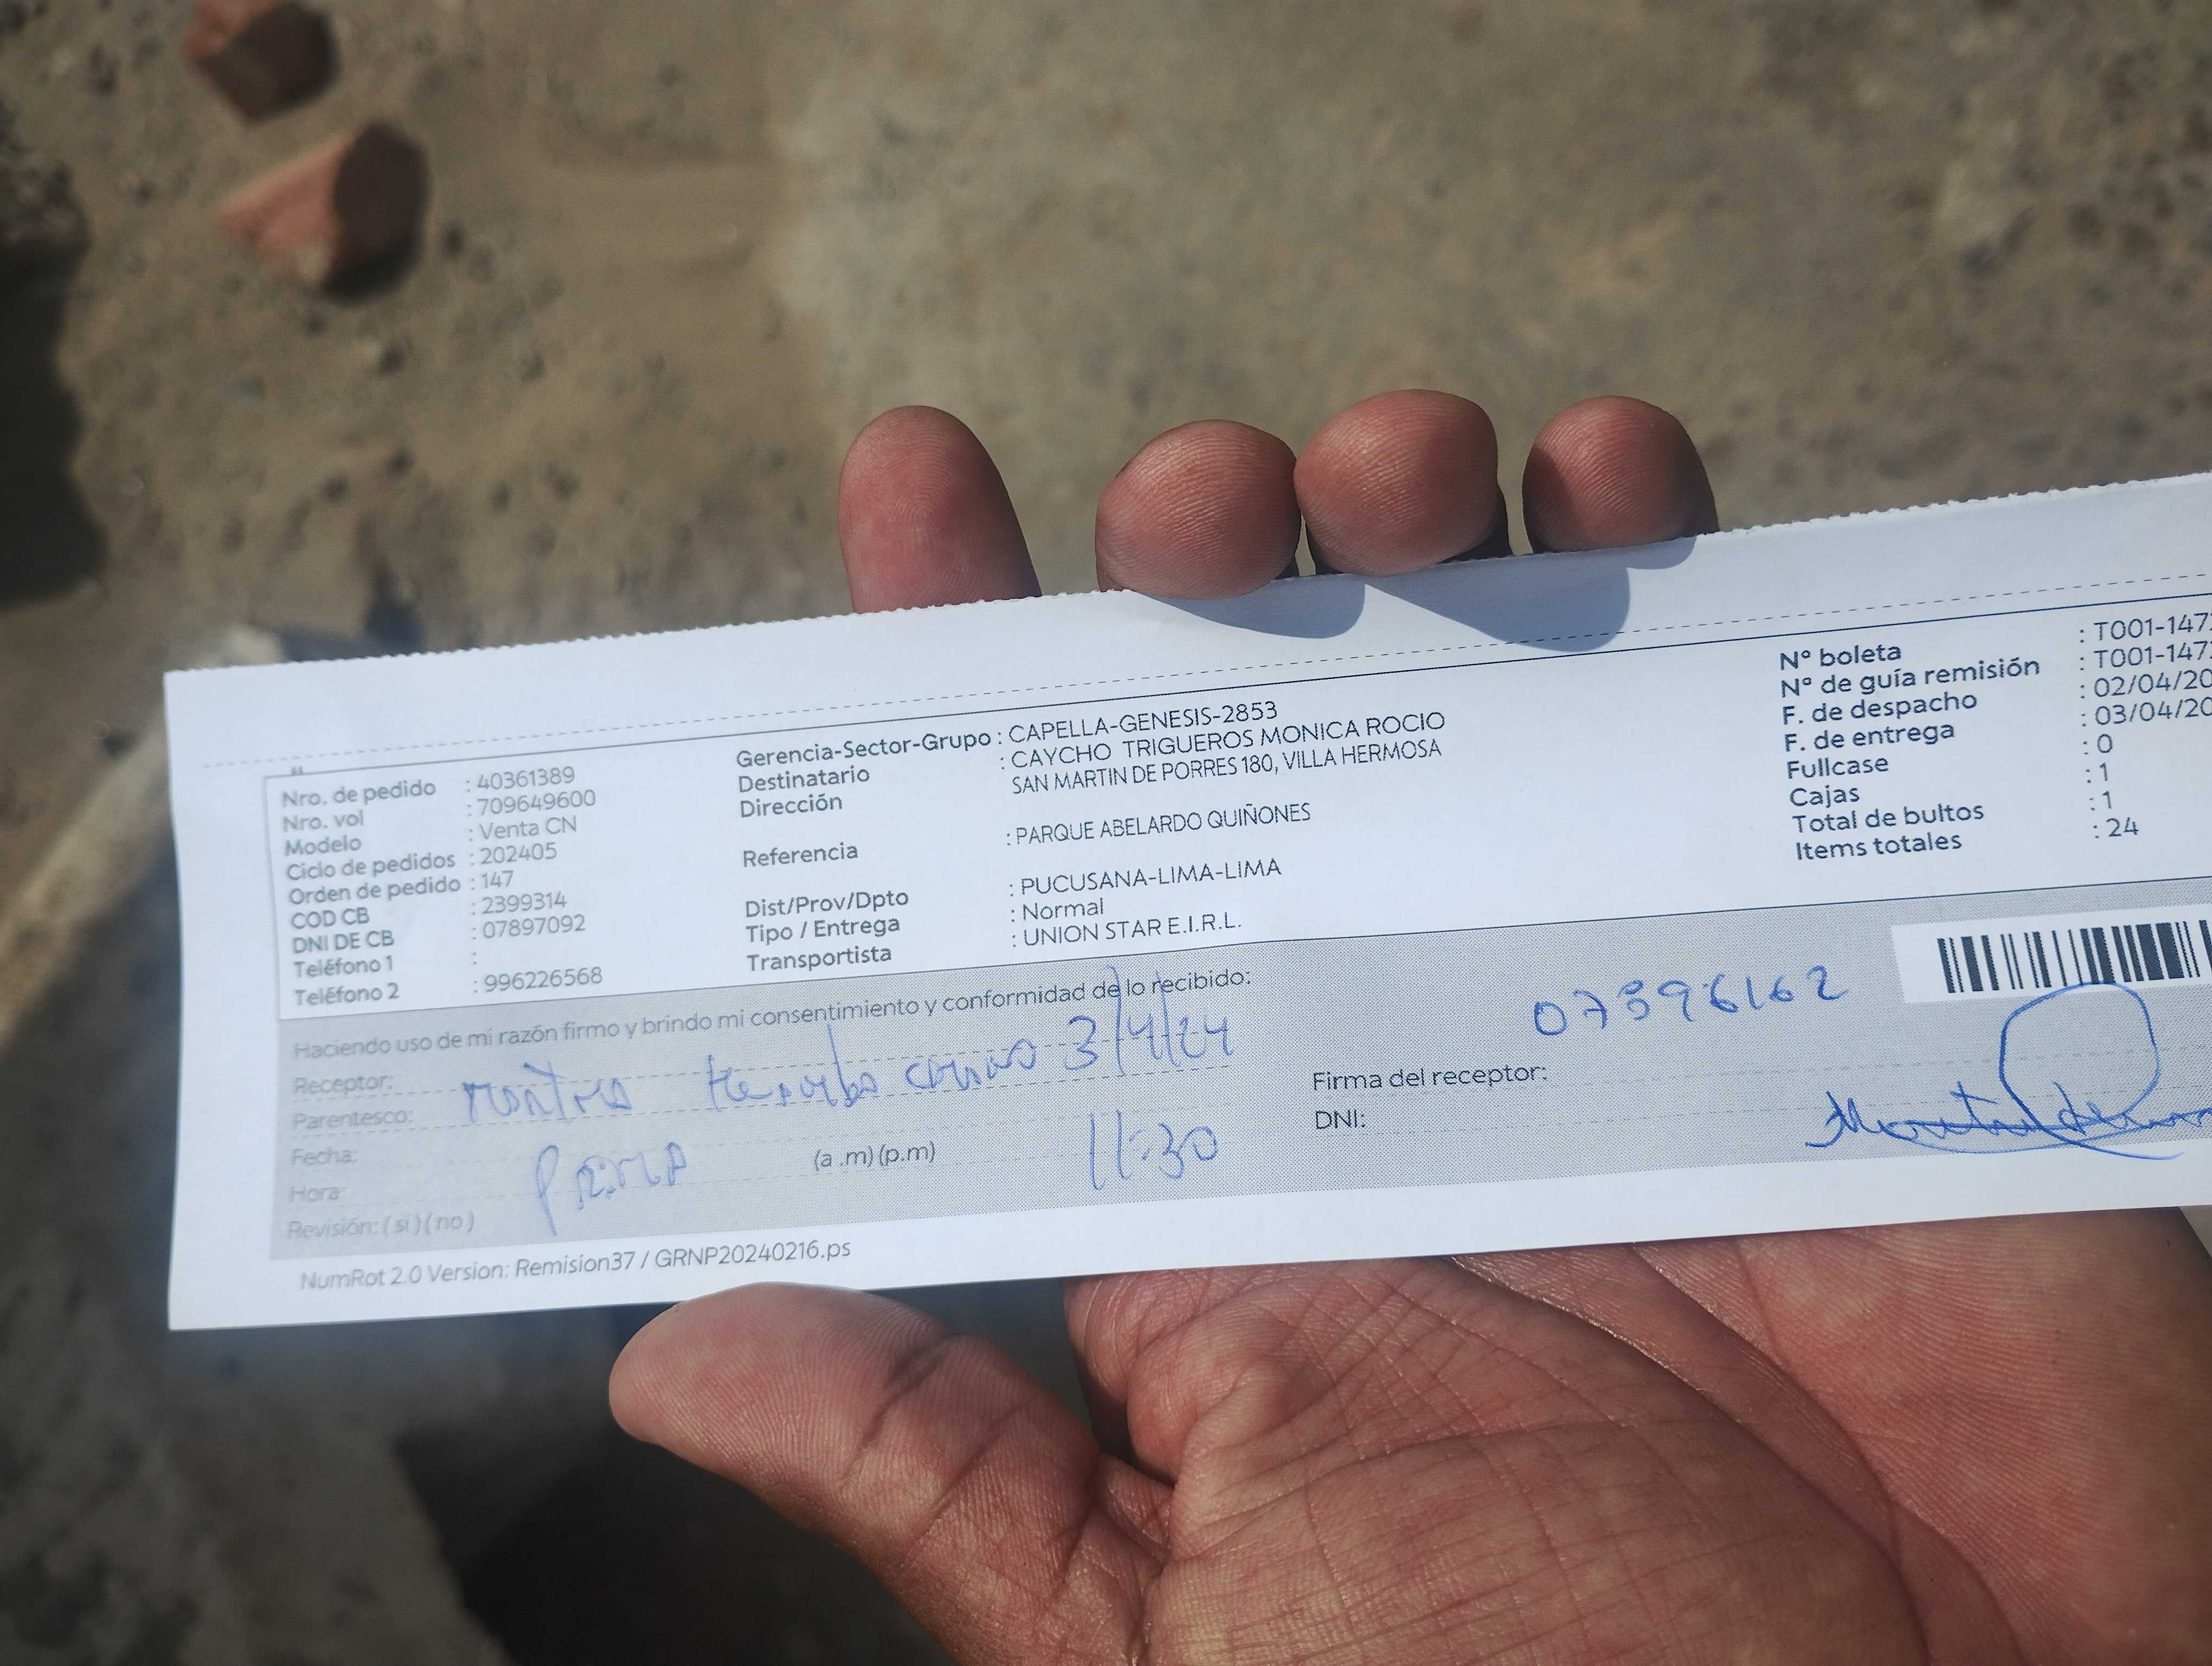 Nro. de pedido : 40361389
Nro. vol : 709649600
Modelo : Venta CN
Ciclo de pedidos : 202405
Orden de pedido : 147
COD CB : 2399314
DNI DE CB : 07897092
Teléfono 1 :
Teléfono 2 : 996226568
Gerencia-Sector-Grupo : CAPELLA-GENESIS-2853
Destinatario : CAYCHO TRIGUEROS MONICA ROCIO
Dirección SAN MARTIN DE PORRES 180, VILLA HERMOSA
Referencia : PARQUE ABELARDO QUIÑONES
Dist/Prov/Dpto : PUCUSANA-LIMA-LIMA
Tipo / Entrega : Normal
Transportista : UNION STAR E.I.R.L.
Nº boleta : T001-147
Nº de guía remisión : T001-147
F. de despacho : 02/04/20
F. de entrega : 03/04/20
Fullcase : 0
Cajas : 1
Total de bultos : 1
Items totales : 24
Haciendo uso de mi razón firmo y brindo mi consentimiento y conformidad de lo recibido:
Receptor: 3/4/24
Parentesco:
Fecha:
Hora: (a .m) (p.m) 11:30
Revisión: ( si ) ( no )
Firma del receptor:
DNI:
NumRot 2.0 Version: Remision37 / GRNP20240216.ps